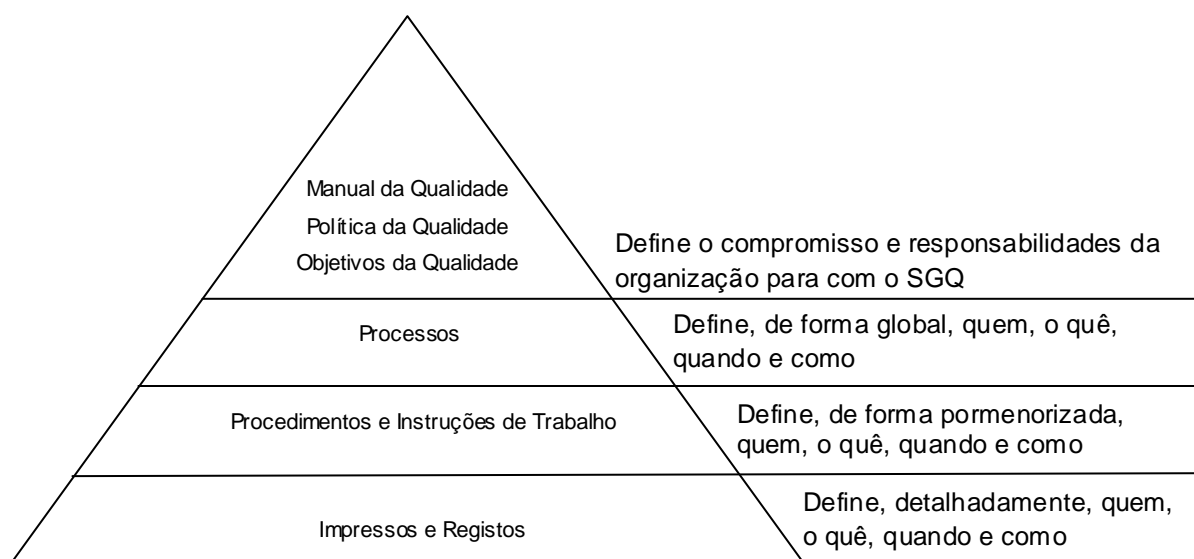 Manual da Qualidade
Política da Qualidade
Objetivos da Qualidade
Define o compromisso e responsabilidades da
organização para com o SGQ
Processos
Define, de forma global, quem, o quê,
quando e como
Procedimentos e Instruções de Trabalho
Define, de forma pormenorizada,
quem, o quê, quando e como
Impressos e Registos
Define, detalhadamente, quem,
o quê, quando e como